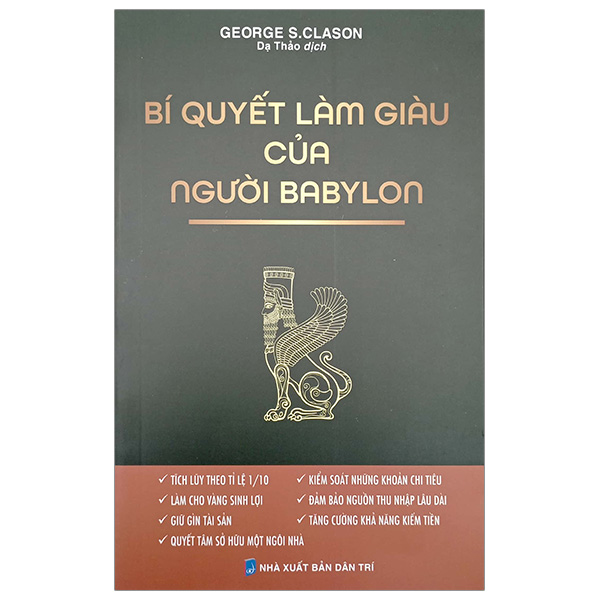 GEORGE S.CLASON
Dạ Thảo dịch
BÍ QUYẾT LÀM GIÀU
CỦA
NGƯỜI BABYLON
✓ TÍCH LŨY THEO TỈ LỆ 1/10
✓ KIỂM SOÁT NHỮNG KHOẢN CHI TIÊU
✓ LÀM CHO VÀNG SINH LỢI
✓ ĐẢM BẢO NGUỒN THU NHẬP LÂU DÀI
✓ GIỮ GÌN TÀI SẢN
✓ TĂNG CƯỜNG KHẢ NĂNG KIẾM TIỀN
✓ QUYẾT TÂM SỞ HỮU MỘT NGÔI NHÀ
NHÀ XUẤT BẢN DÂN TRÍ